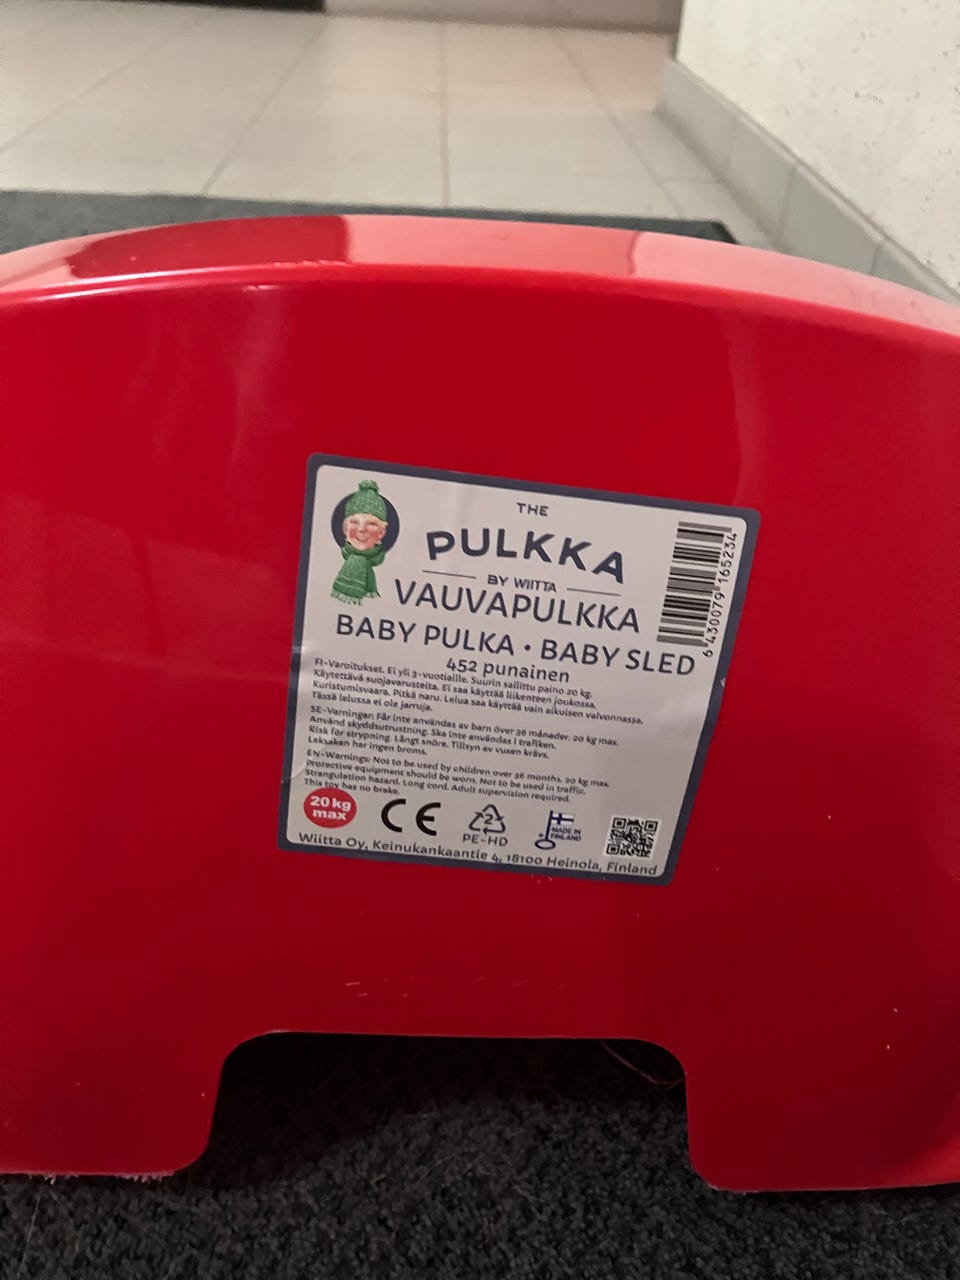 THE
PULKKA
BY WIITTA
VAUVAPULKKA
BABY PULKA • BABY SLED
452 punainen
FI-Varoitukset. Ei yli 3-vuotiaille. Suurin sallittu paino 20 kg.
Käytettävä suojavarusteita. Ei saa käyttää liikenteen joukossa.
Kuristumisvaara. Pitkä naru. Lelua saa käyttää vain aikuisen valvonnassa.
Tässä lelussa ei ole jarruja.
SE-Varningar: Får inte användas av barn över 36 månader. 20 kg max.
Använd skyddsutrustning. Ska inte användas i trafiken.
Risk för strypning. Långt snöre. Tillsyn av vuxen krävs.
Leksaken har ingen broms.
EN-Warnings: Not to be used by children over 36 months. 20 kg max.
Protective equipment should be worn. Not to be used in traffic.
Strangulation hazard. Long cord. Adult supervision required.
This toy has no brake.
20 kg
max
CE
2
PE-HD
MADE IN
FINLAND
Wiitta Oy, Keinukankaantie 4, 18100 Heinola, Finland
6 430079 165234